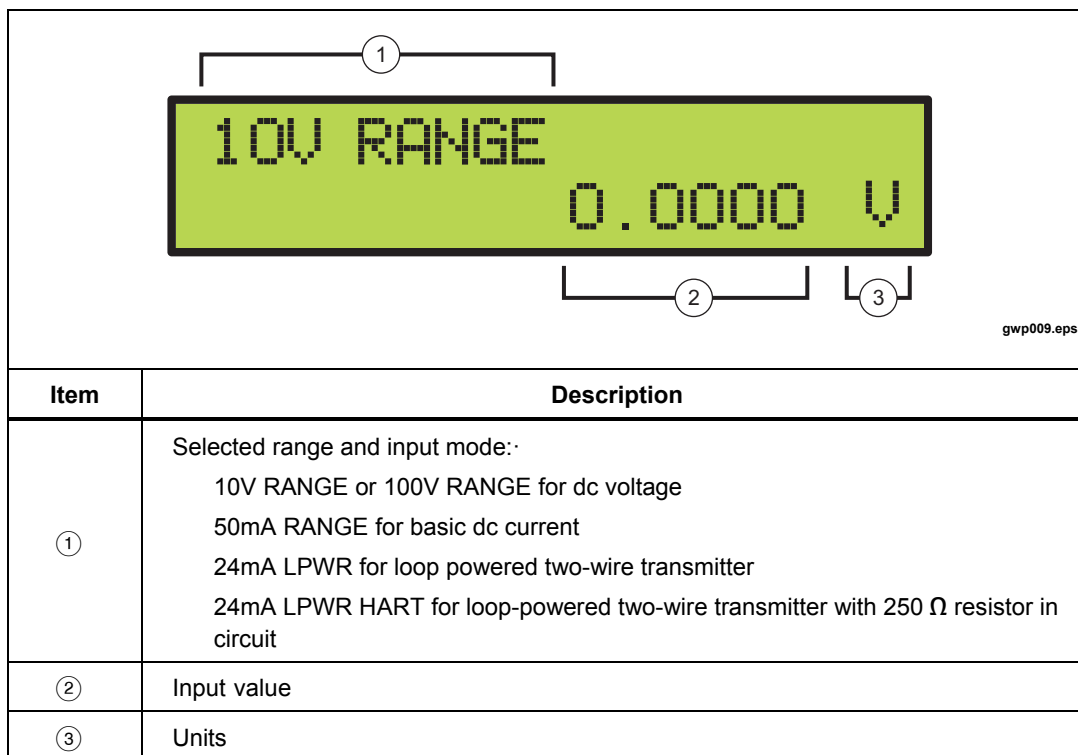 1
10V RANGE
0.0000 V
2 3
gwp009.eps
Item Description
1 Selected range and input mode:·
10V RANGE or 100V RANGE for dc voltage
50mA RANGE for basic dc current
24mA LPWR for loop powered two-wire transmitter
24mA LPWR HART for loop-powered two-wire transmitter with 250 Ω resistor in
circuit
2 Input value
3 Units